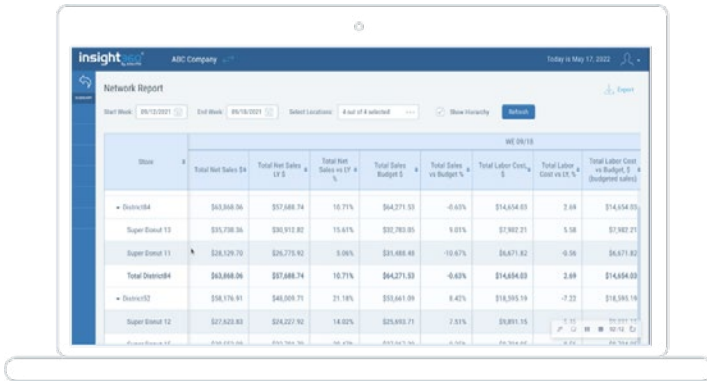 insight360 ABC Company Today is May 17, 2022
Network Report Export
Start Week 09/12/2021 End Week 09/18/2021 Select Locations 4 out of 4 selected Show Hierarchy Refresh
WE 09/18
Store Total Net Sales $ Total Net Sales LY $ Total Net Sales vs LY % Total Sales Budget $ Total Sales vs Budget % Total Labor Cost, $ Total Labor Cost vs LY, % Total Labor Cost vs Budget, $ (budgeted sales)
District04 $63,868.06 $57,688.74 10.71% $64,271.53 -0.63% $14,654.03 2.69 $14,654.03
Super Donut 13 $35,738.36 $30,912.82 15.61% $32,783.05 9.01% $7,982.21 5.58 $7,982.21
Super Donut 11 $28,129.70 $26,775.92 5.06% $31,488.48 -10.67% $6,671.82 -0.56 $6,671.82
Total District04 $63,868.06 $57,688.74 10.71% $64,271.53 -0.63% $14,654.03 2.69 $14,654.03
District52 $58,176.91 21.18% $53,661.09 8.42% $18,595.19 -7.22 $18,595.19
Super Donut 12 $27,623.83 $24,227.92 14.02% $25,693.71 7.51% $9,891.15